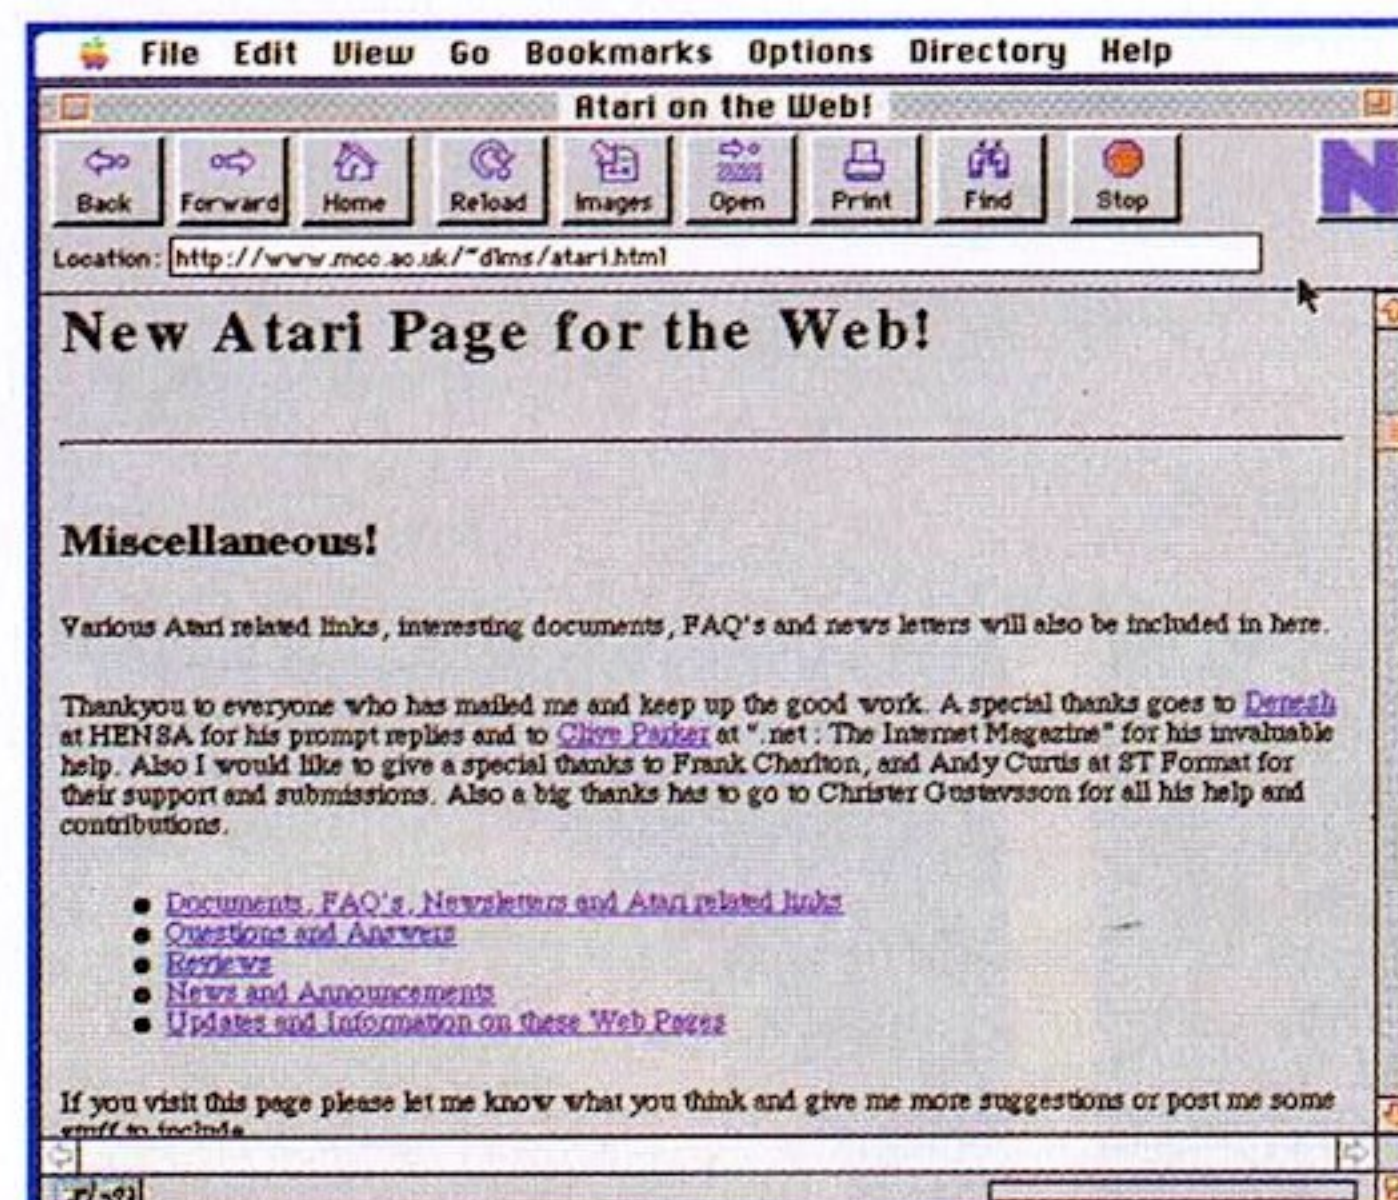 File Edit View Go Bookmarks Options Directory Help
Atari on the Web!
Back Forward Home Reload Images Open Print Find Stop
N
Location: http://www.mcc.ac.uk/~dlms/atari.html
New Atari Page for the Web!
Miscellaneous!
Various Atari related links, interesting documents, FAQ's and news letters will also be included in here.
Thankyou to everyone who has mailed me and keep up the good work. A special thanks goes to Denesh
at HENSA for his prompt replies and to Clive Parker at ".net : The Internet Magazine" for his invaluable
help. Also I would like to give a special thanks to Frank Charlton, and Andy Curtis at ST Format for
their support and submissions. Also a big thanks has to go to Christer Gustavsson for all his help and
contributions.
Documents, FAQ's, Newsletters and Atari related links
Questions and Answers
Reviews
News and Announcements
Updates and Information on these Web Pages
If you visit this page please let me know what you think and give me more suggestions or post me some
stuff to include